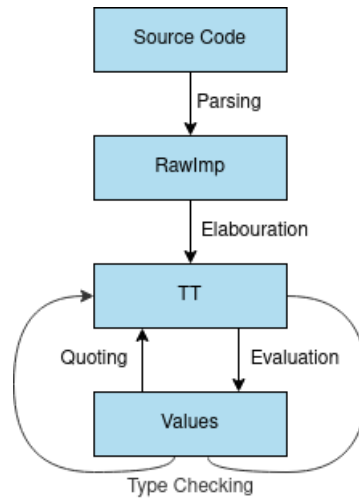 Source Code
Parsing
RawImp
Elabouration
TT
Quoting
Evaluation
Values
Type Checking